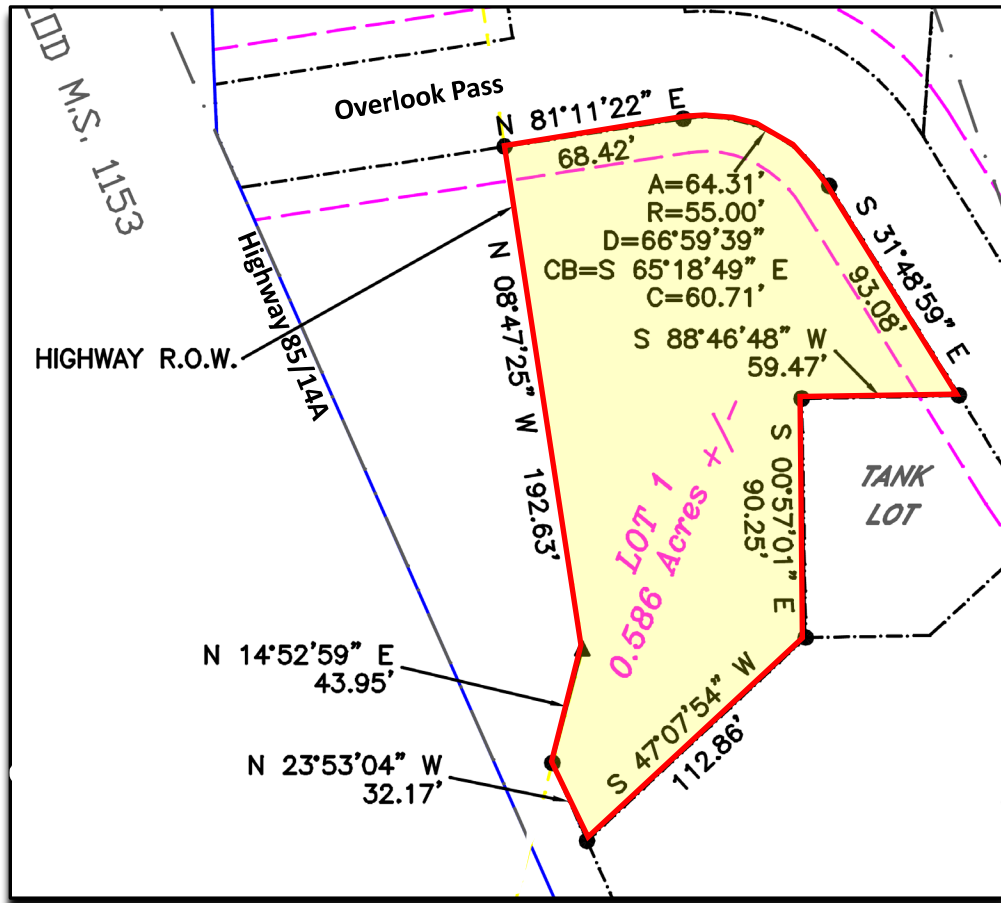 OD M.S. 1153
Overlook Pass
N 81°11'22" E
68.42'
A=64.31'
R=55.00'
D=66°59'39"
CB=S 65°18'49" E
C=60.71'
S 31°48'59" E
93.08'
S 88°46'48" W
59.47'
HIGHWAY R.O.W.
Highway 85/14A
N 08°47'25" W 192.63'
S 00°57'01" E
90.25'
TANK
LOT
LOT 1
0.586 Acres +/-
N 14°52'59" E
43.95'
S 47°07'54" W
112.86'
N 23°53'04" W
32.17'